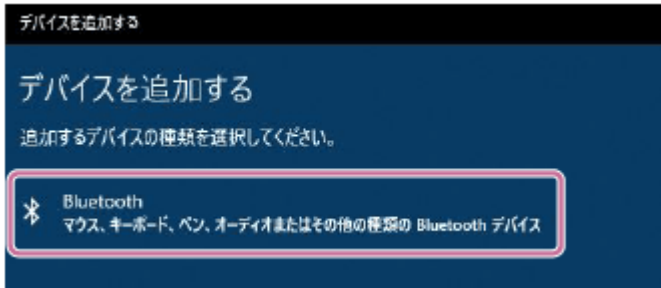 デバイスを追加する
デバイスを追加する
追加するデバイスの種類を選択してください。
Bluetooth
マウス、キーボード、ペン、オーディオまたはその他の種類の Bluetooth デバイス